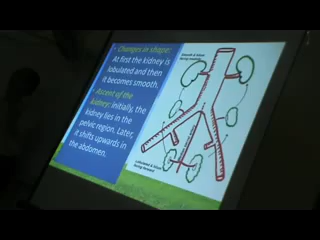 • Changes in shape:
At first the kidney is
lobulated and then
it becomes smooth.
• Ascent of the
kidney: initially, the
kidney lies in the
pelvic region. Later,
it shifts upwards in
the abdomen.